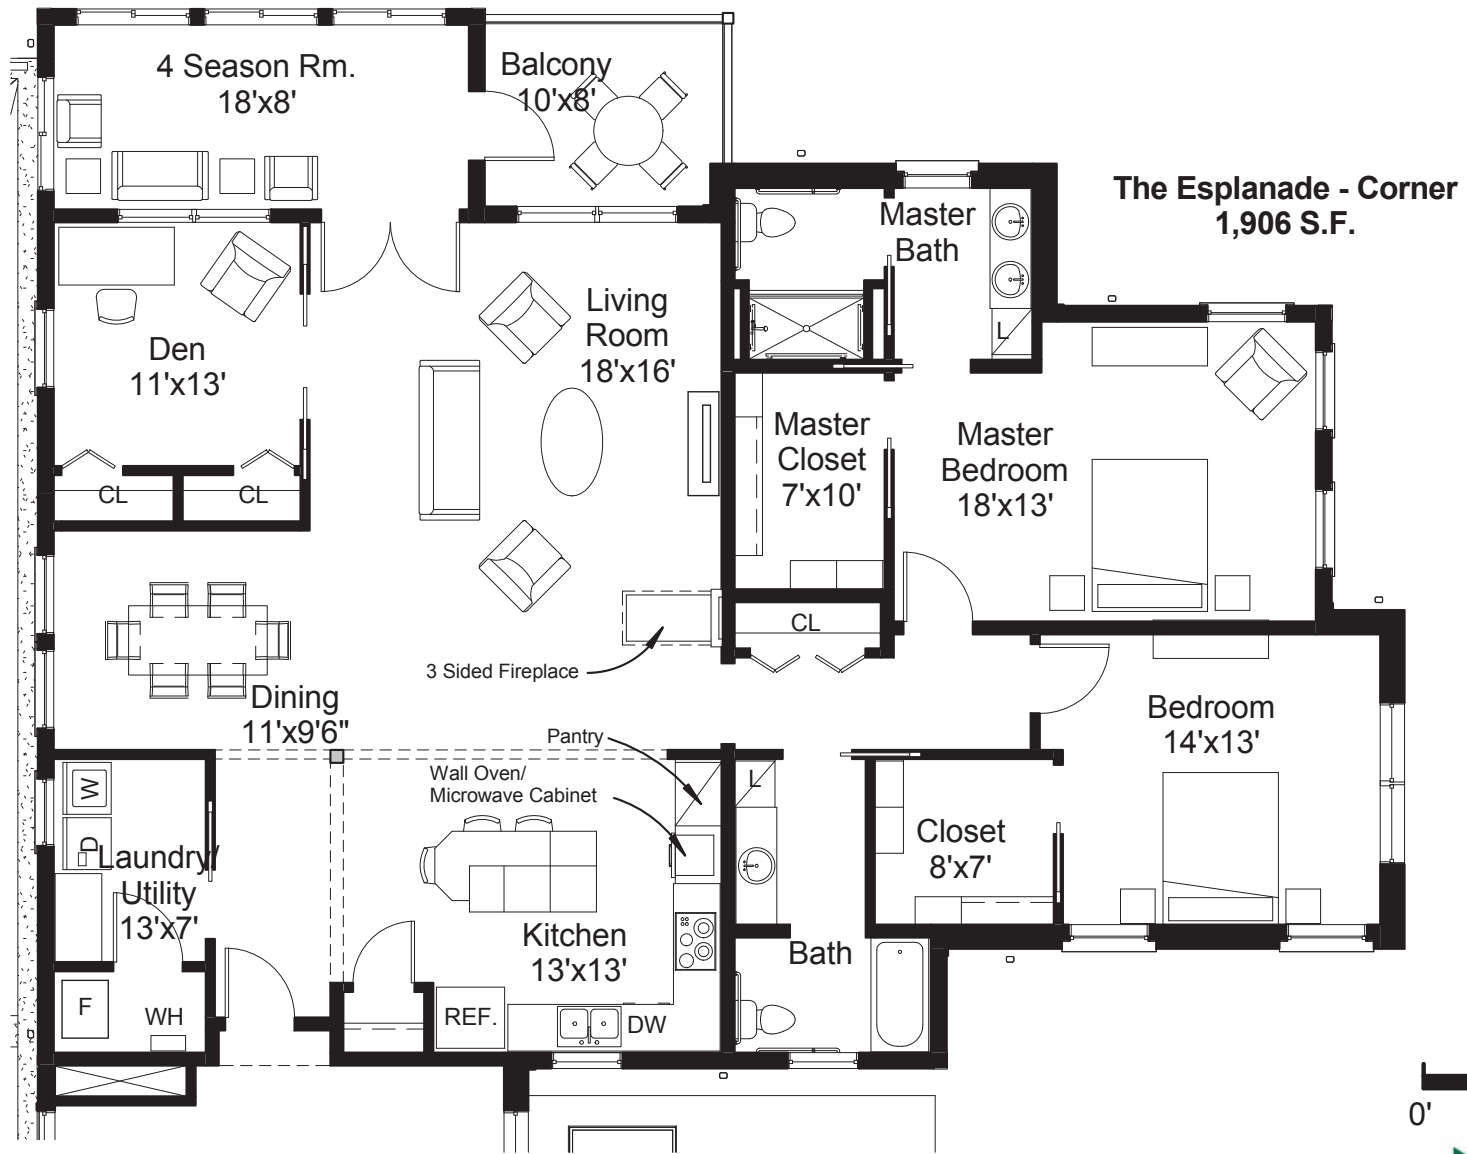 4 Season Rm.
18'x8'
Balcony
10'x8'
The Esplanade - Corner
1,906 S.F.
Master
Bath
L
Living
Room
18'x16'
Den
11'x13'
CL
CL
Master
Closet
7'x10'
Master
Bedroom
18'x13'
CL
3 Sided Fireplace
Dining
11'x9'6"
Pantry
Wall Oven/
Microwave Cabinet
Bedroom
14'x13'
W
D
Laundry/
Utility
13'x7'
L
Closet
8'x7'
Kitchen
13'x13'
Bath
F
WH
REF.
DW
0'